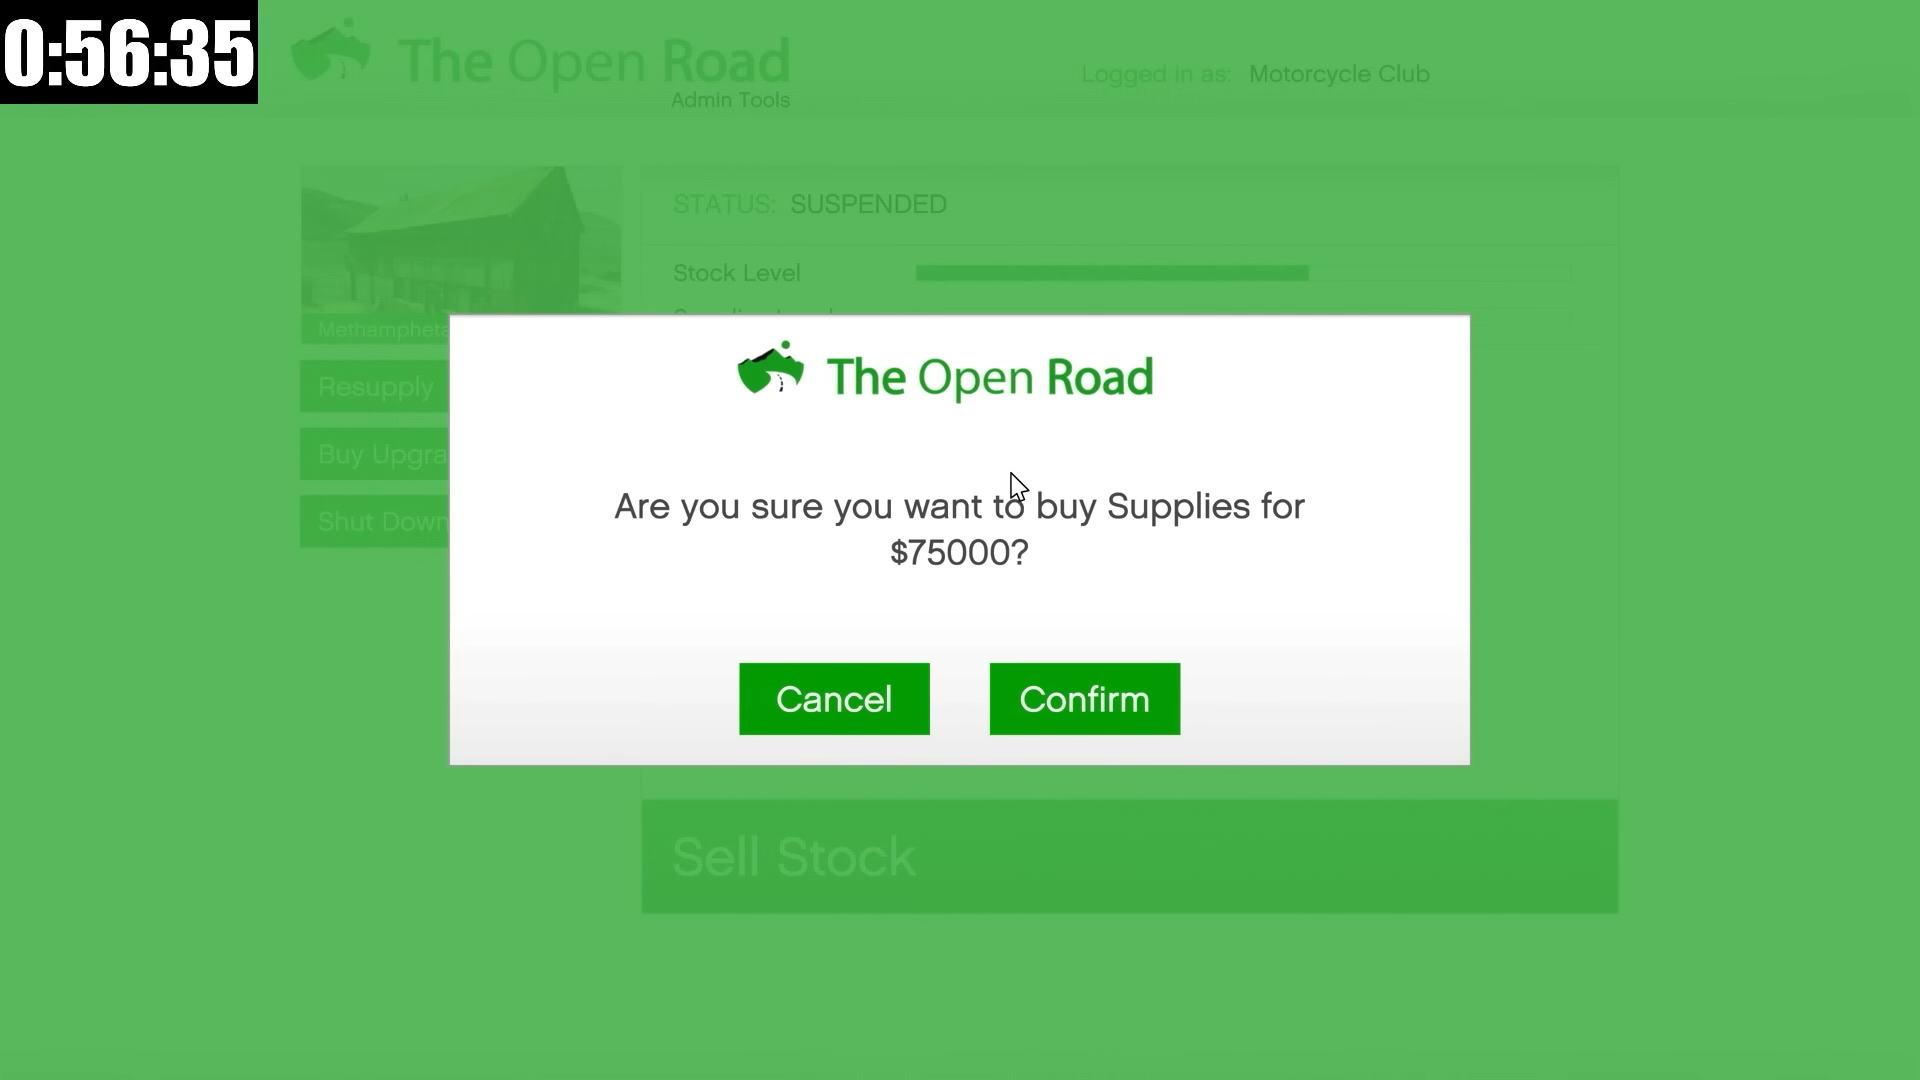 0:56:35
The Open Road
Admin Tools
Logged in as: Motorcycle Club
STATUS: SUSPENDED
Stock Level
Resupply
Shut Down
The Open Road
Are you sure you want to buy Supplies for
$75000?
Cancel
Confirm
Sell Stock